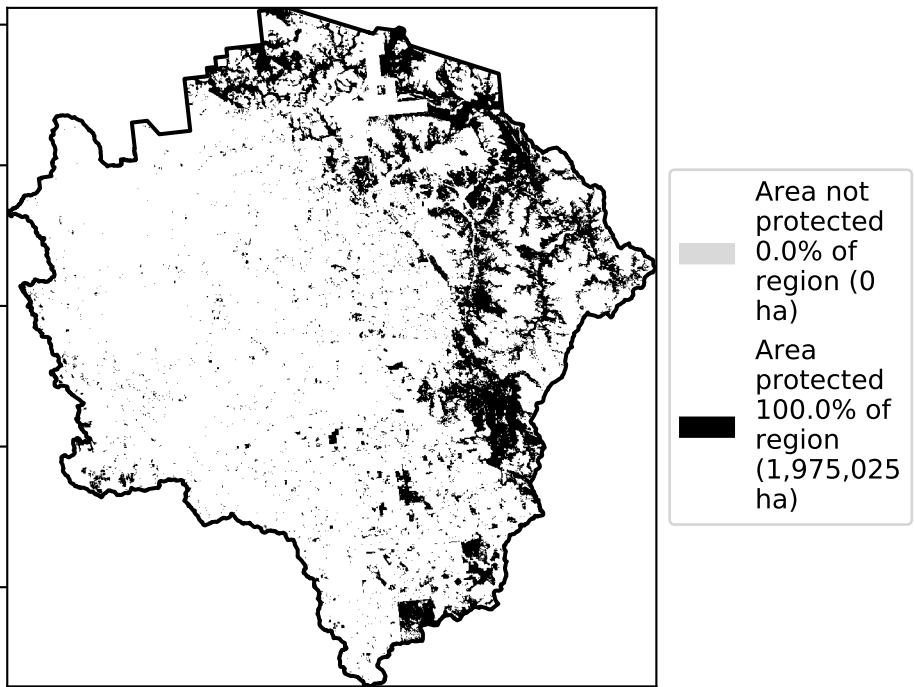 Area not
protected
0.0% of
region (0
ha)
Area
protected
100.0% of
region
(1,975,025
ha)